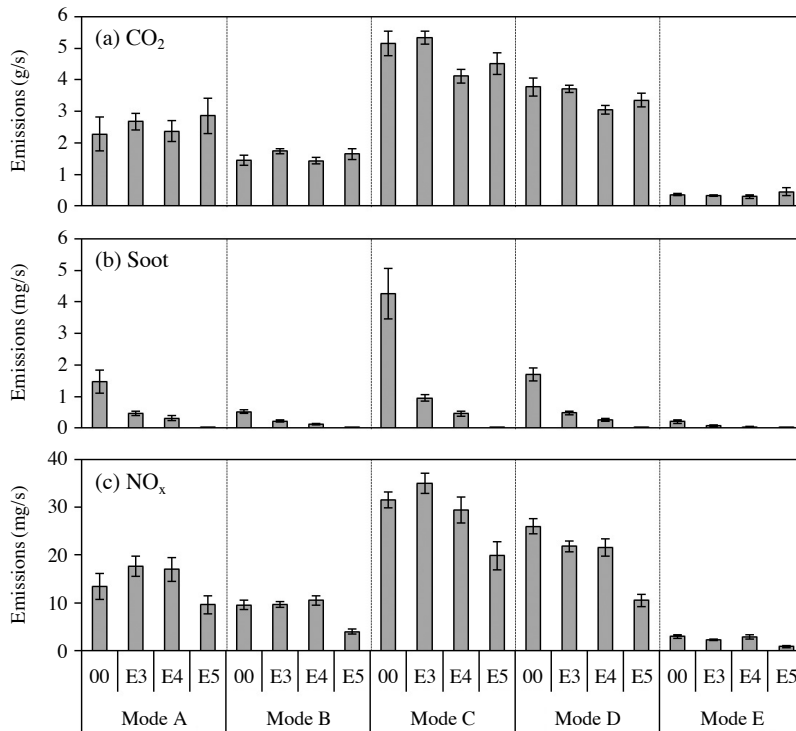 (a) CO₂
Emissions (g/s)
6
5
4
3
2
1
0
(b) Soot
Emissions (mg/s)
6
5
4
3
2
1
0
(c) NOₓ
Emissions (mg/s)
40
30
20
10
0
00 E3 E4 E5 00 E3 E4 E5 00 E3 E4 E5 00 E3 E4 E5 00 E3 E4 E5
Mode A Mode B Mode C Mode D Mode E